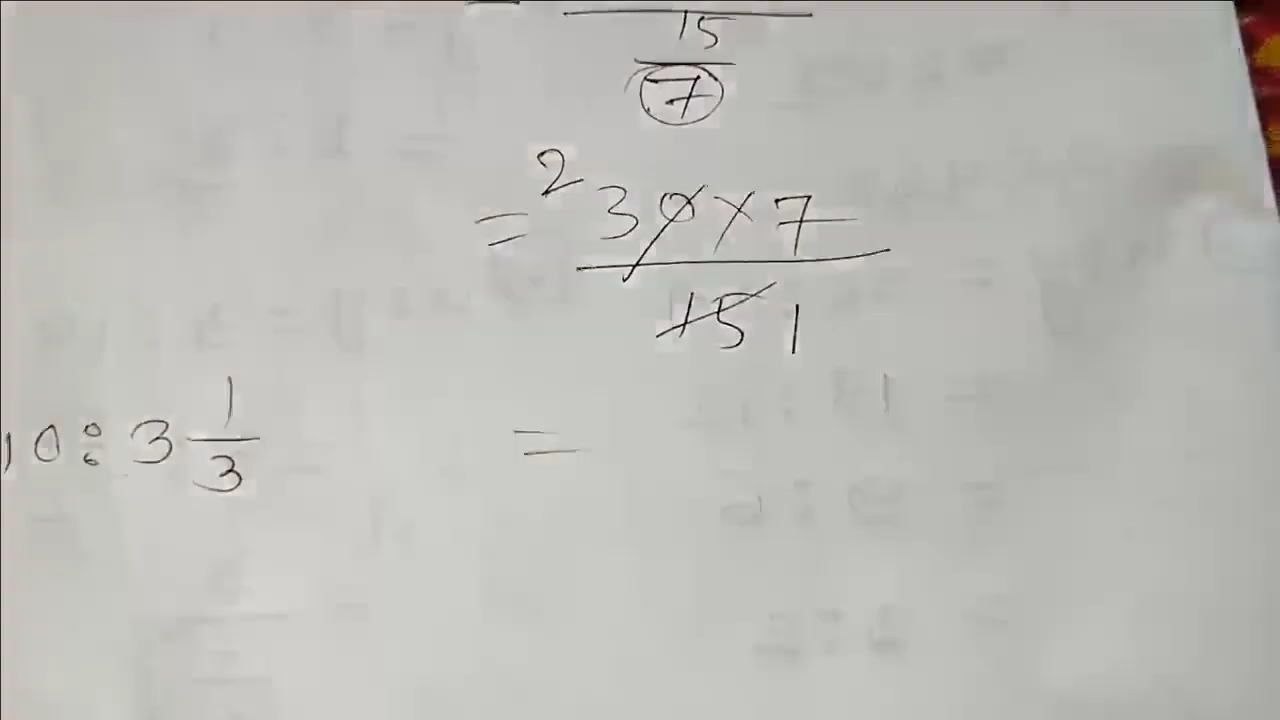 15
7
= 2 30 × 7
15 1
10 : 3 1/3 =